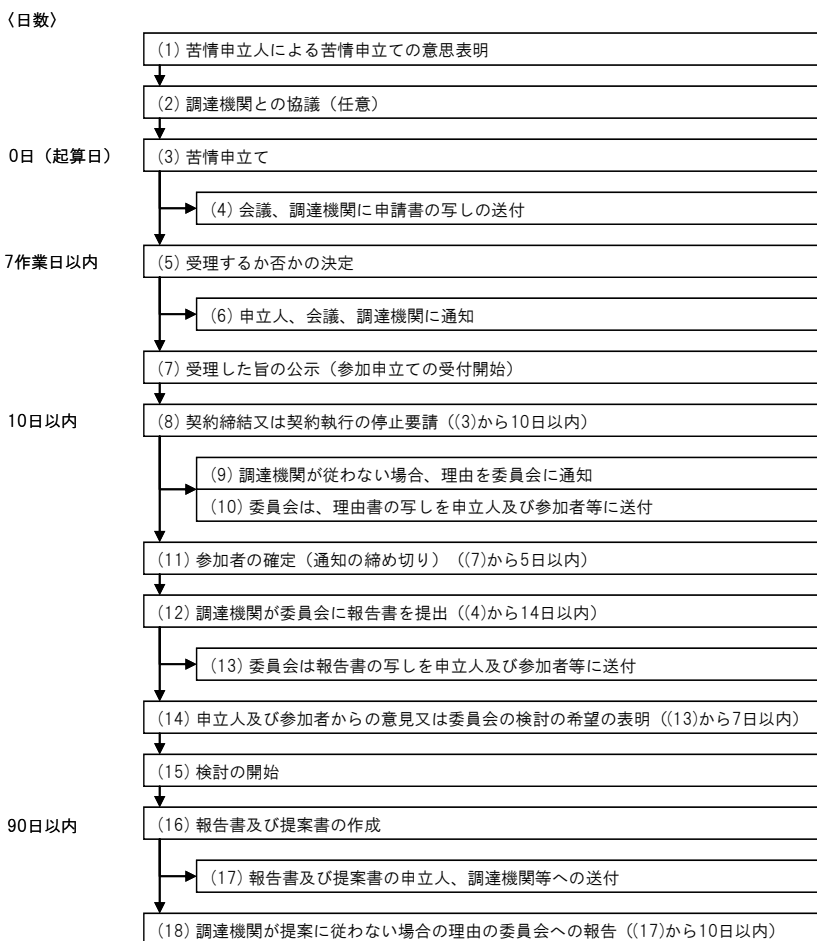 〈日数〉
(1) 苦情申立人による苦情申立ての意思表明
(2) 調達機関との協議（任意）
0日（起算日）
(3) 苦情申立て
(4) 会議、調達機関に申請書の写しの送付
7作業日以内
(5) 受理するか否かの決定
(6) 申立人、会議、調達機関に通知
(7) 受理した旨の公示（参加申立ての受付開始）
10日以内
(8) 契約締結又は契約執行の停止要請（(3)から10日以内）
(9) 調達機関が従わない場合、理由を委員会に通知
(10) 委員会は、理由書の写しを申立人及び参加者等に送付
(11) 参加者の確定（通知の締め切り）（(7)から5日以内）
(12) 調達機関が委員会に報告書を提出（(4)から14日以内）
(13) 委員会は報告書の写しを申立人及び参加者等に送付
(14) 申立人及び参加者からの意見又は委員会の検討の希望の表明（(13)から7日以内）
(15) 検討の開始
90日以内
(16) 報告書及び提案書の作成
(17) 報告書及び提案書の申立人、調達機関等への送付
(18) 調達機関が提案に従わない場合の理由の委員会への報告（(17)から10日以内）